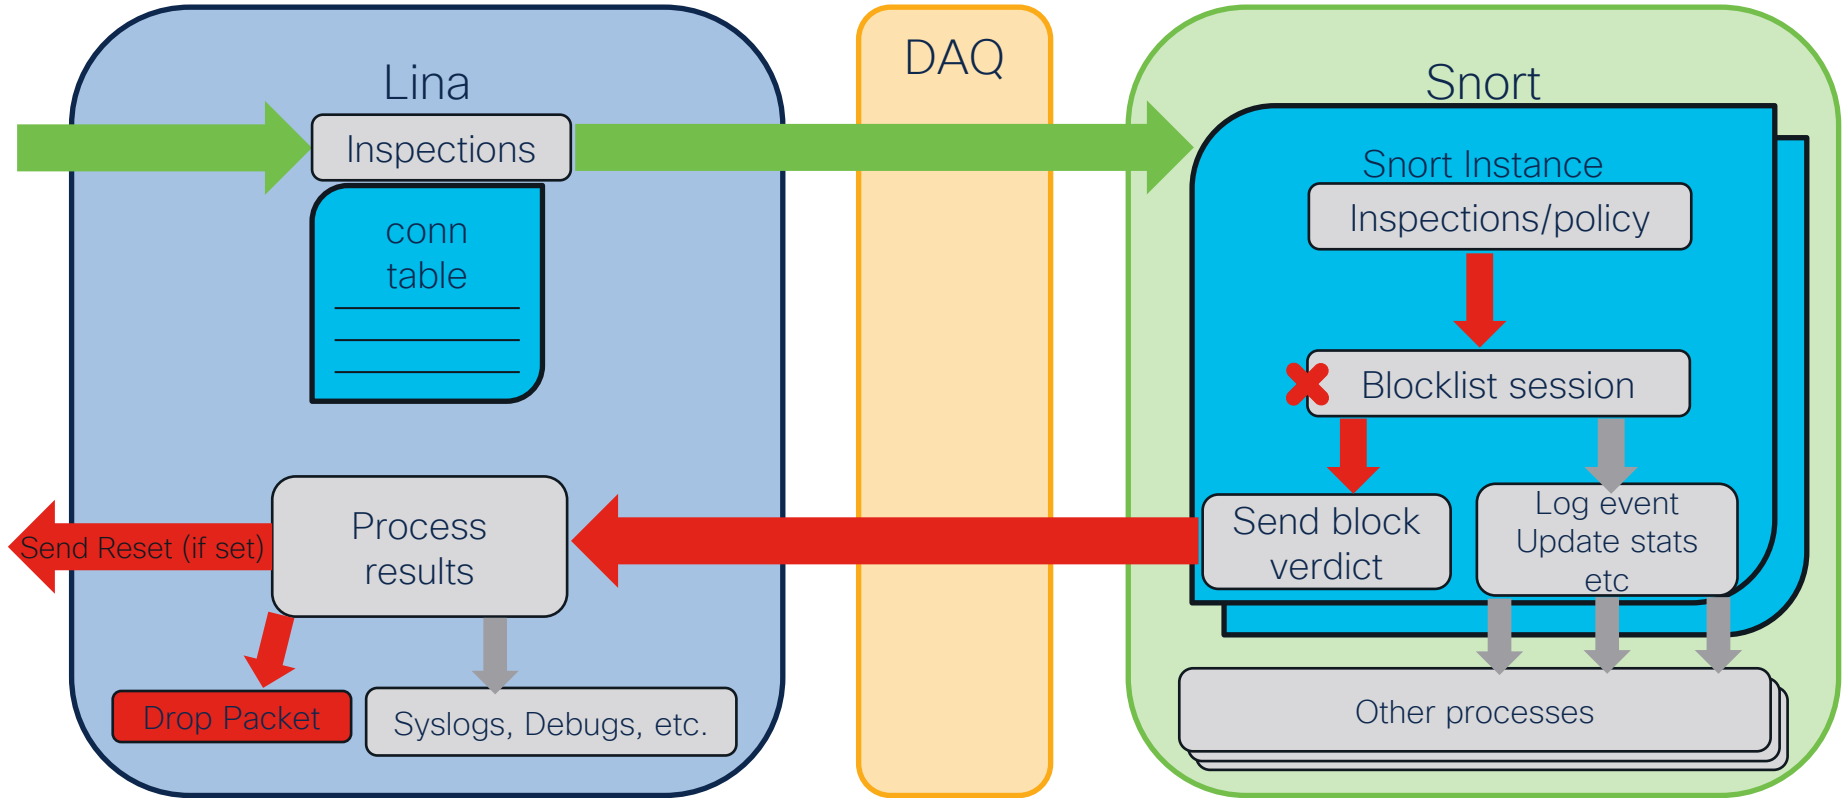 Lina
Inspections
conn
table
Send Reset (if set)
Process
results
Drop Packet
Syslogs, Debugs, etc.
DAQ
Snort
Snort Instance
Inspections/policy
Blocklist session
Send block
verdict
Log event
Update stats
etc
Other processes